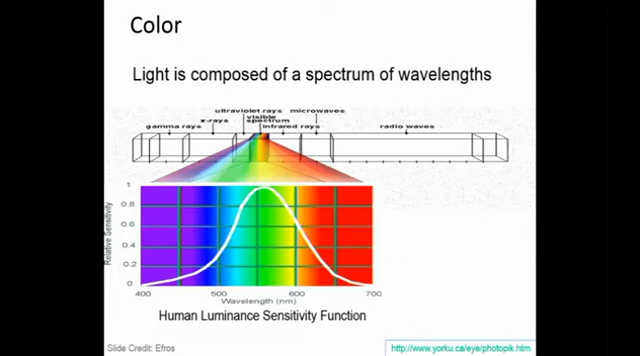 Color
Light is composed of a spectrum of wavelengths
ultraviolet rays microwaves
visible
x-rays spectrum
gamma rays infrared rays radio waves
1
0.8
0.6
0.4
0.2
0
Relative Sensitivity
400 500 600 700
Wavelength (nm)
Human Luminance Sensitivity Function
Slide Credit: Efros
http://www.yorku.ca/eye/photopik.htm